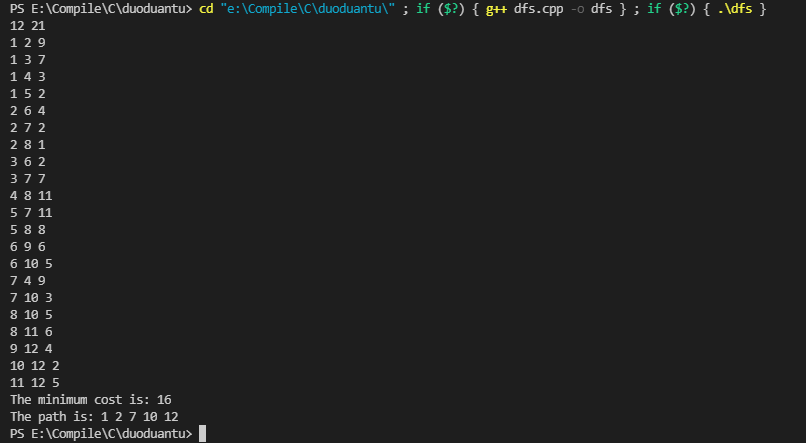 PS E:\Compile\C\duoduantu> cd "e:\Compile\C\duoduantu\" ; if ($?) { g++ dfs.cpp -o dfs } ; if ($?) { .\dfs }
12 21
1 2 9
1 3 7
1 4 3
1 5 2
2 6 4
2 7 2
2 8 1
3 6 2
3 7 7
4 8 11
5 7 11
5 8 8
6 9 6
6 10 5
7 4 9
7 10 3
8 10 5
8 11 6
9 12 4
10 12 2
11 12 5
The minimum cost is: 16
The path is: 1 2 7 10 12
PS E:\Compile\C\duoduantu>